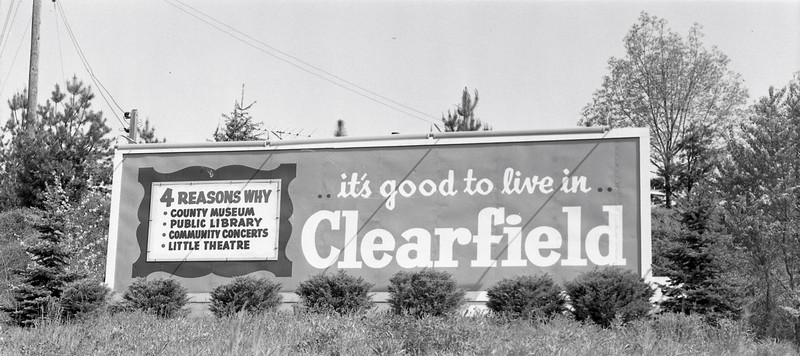 4 REASONS WHY
• COUNTY MUSEUM
• PUBLIC LIBRARY
• COMMUNITY CONCERTS
• LITTLE THEATRE
.. it's good to live in ..
Clearfield